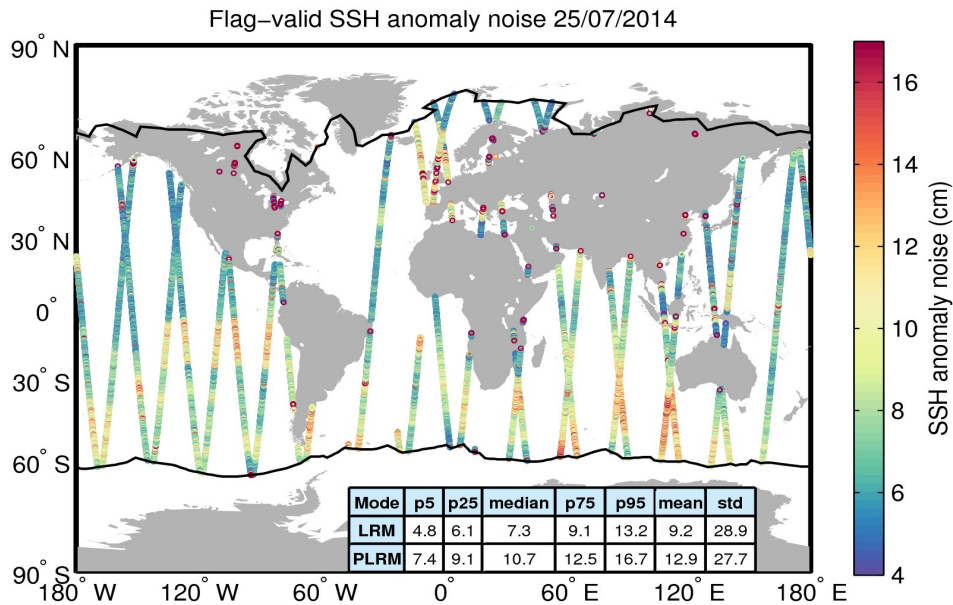 Flag−valid SSH anomaly noise 25/07/2014
90° N
60° N
30° N
0°
30° S
60° S
90° S
180° W
120° W
60° W
0°
60° E
120° E
180° E
Mode p5 p25 median p75 p95 mean std
LRM 4.8 6.1 7.3 9.1 13.2 9.2 28.9
PLRM 7.4 9.1 10.7 12.5 16.7 12.9 27.7
16
14
12
10
8
6
4
SSH anomaly noise (cm)